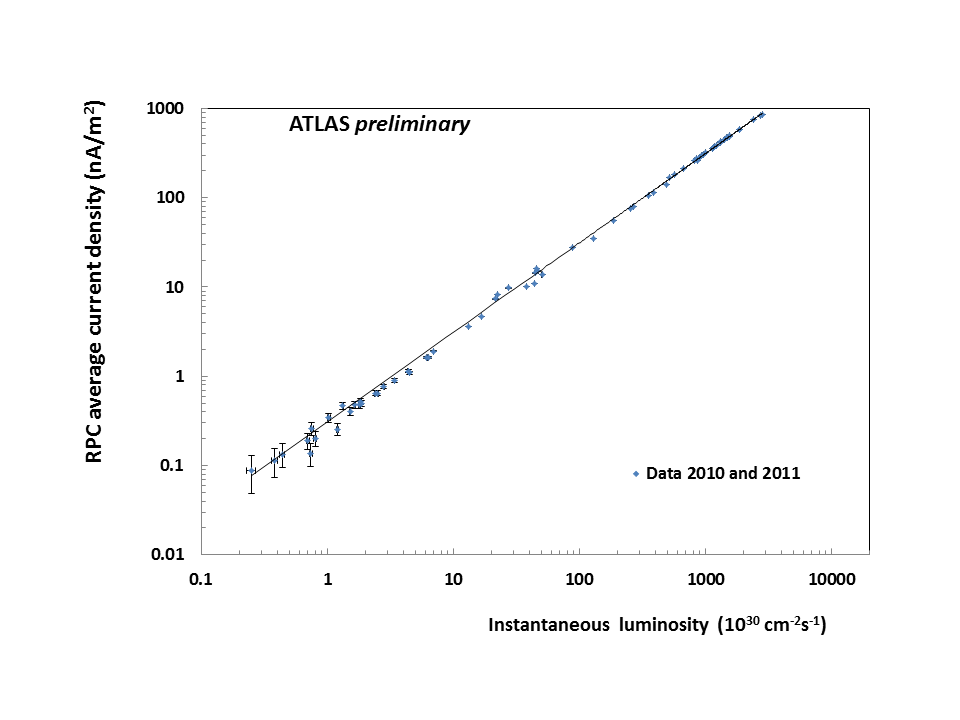 ATLAS preliminary
RPC average current density (nA/m²)
1000
100
10
1
0.1
0.01
Data 2010 and 2011
0.1 1 10 100 1000 10000
Instantaneous luminosity (10³⁰ cm⁻²s⁻¹)